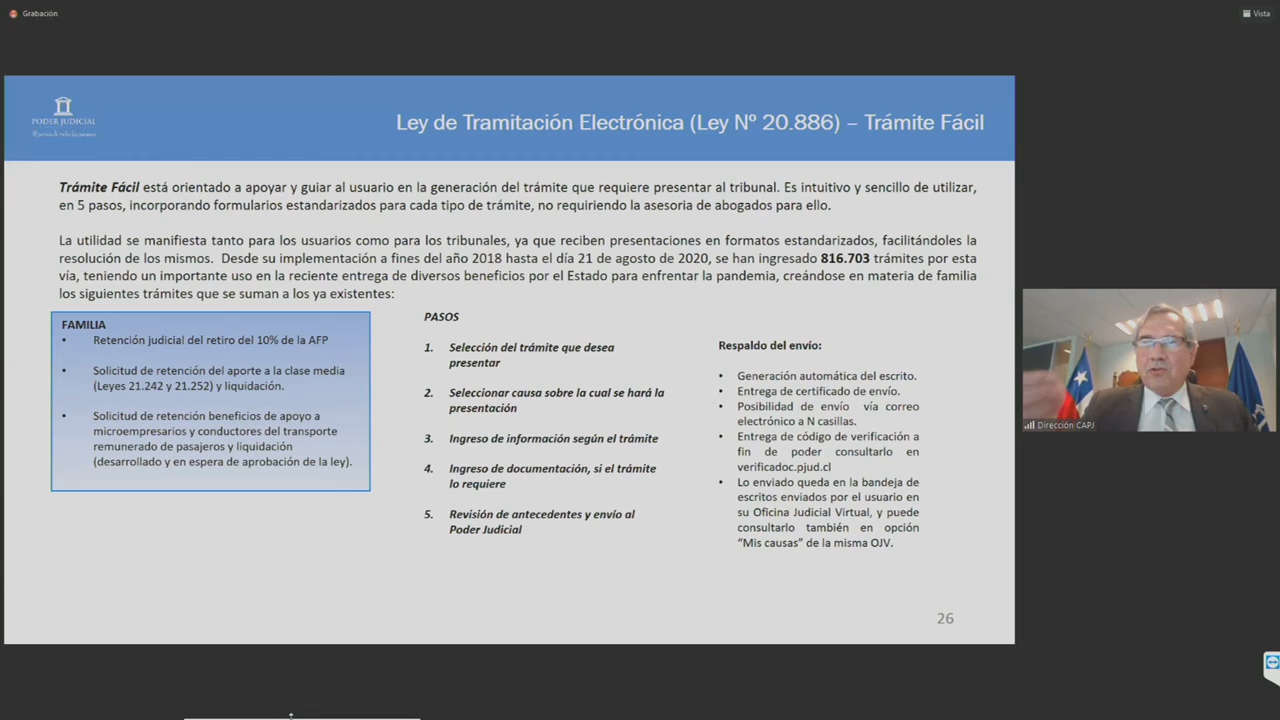 Grabación
Vista
PODER JUDICIAL
Ley de Tramitación Electrónica (Ley Nº 20.886) – Trámite Fácil
Trámite Fácil está orientado a apoyar y guiar al usuario en la generación del trámite que requiere presentar al tribunal. Es intuitivo y sencillo de utilizar,
en 5 pasos, incorporando formularios estandarizados para cada tipo de trámite, no requiriendo la asesoria de abogados para ello.
La utilidad se manifiesta tanto para los usuarios como para los tribunales, ya que reciben presentaciones en formatos estandarizados, facilitándoles la
resolución de los mismos. Desde su implementación a fines del año 2018 hasta el día 21 de agosto de 2020, se han ingresado 816.703 trámites por esta
vía, teniendo un importante uso en la reciente entrega de diversos beneficios por el Estado para enfrentar la pandemia, creándose en materia de familia
los siguientes trámites que se suman a los ya existentes:
FAMILIA
• Retención judicial del retiro del 10% de la AFP
• Solicitud de retención del aporte a la clase media
(Leyes 21.242 y 21.252) y liquidación.
• Solicitud de retención beneficios de apoyo a
microempresarios y conductores del transporte
remunerado de pasajeros y liquidación
(desarrollado y en espera de aprobación de la ley).
PASOS
1. Selección del trámite que desea
presentar
2. Seleccionar causa sobre la cual se hará la
presentación
3. Ingreso de información según el trámite
4. Ingreso de documentación, si el trámite
lo requiere
5. Revisión de antecedentes y envío al
Poder Judicial
Respaldo del envío:
• Generación automática del escrito.
• Entrega de certificado de envío.
• Posibilidad de envío vía correo
electrónico a N casillas.
• Entrega de código de verificación a
fin de poder consultarlo en
verificadoc.pjud.cl
• Lo enviado queda en la bandeja de
escritos enviados por el usuario en
su Oficina Judicial Virtual, y puede
consultarlo también en opción
“Mis causas” de la misma OJV.
26
Dirección CAPJ